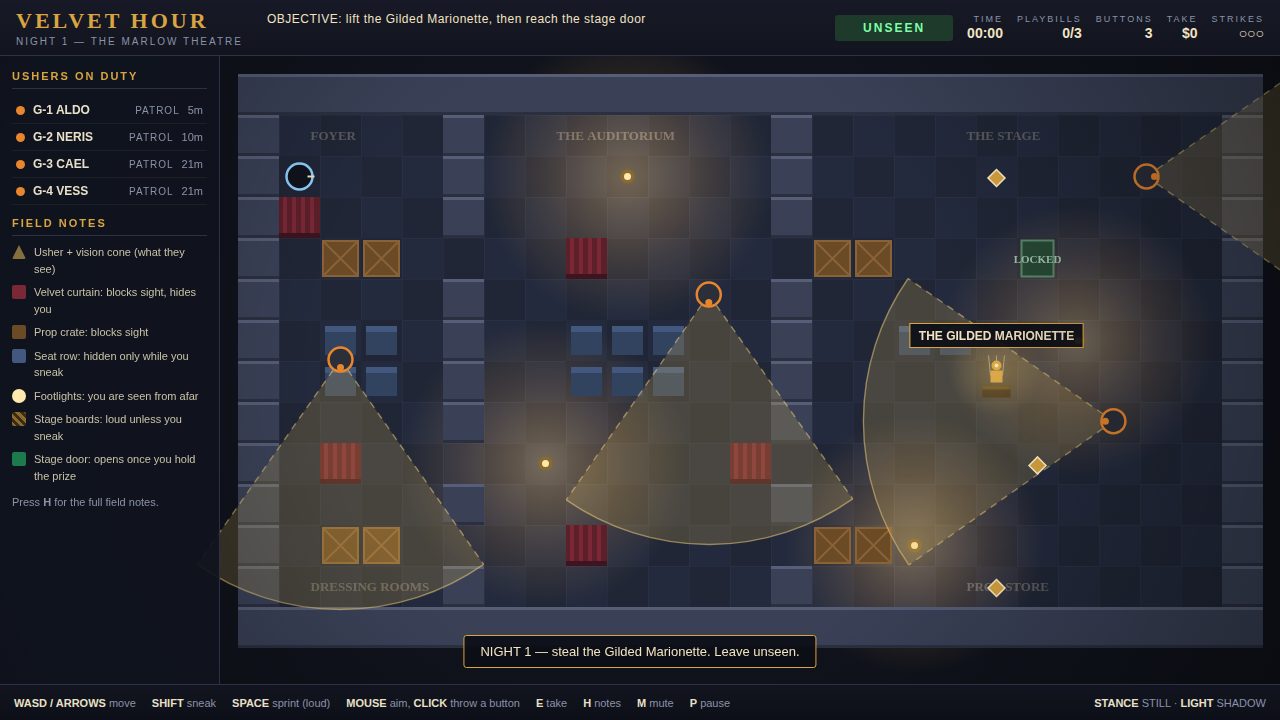 VELVET HOUR
NIGHT 1 — THE MARLOW THEATRE
OBJECTIVE: lift the Gilded Marionette, then reach the stage door
UNSEEN
TIME PLAYBILLS BUTTONS TAKE STRIKES
00:00 0/3 3 $0 ○○○
USHERS ON DUTY
G-1 ALDO PATROL 5m
G-2 NERIS PATROL 10m
G-3 CAEL PATROL 21m
G-4 VESS PATROL 21m
FIELD NOTES
Usher + vision cone (what they
see)
Velvet curtain: blocks sight, hides
you
Prop crate: blocks sight
Seat row: hidden only while you
sneak
Footlights: you are seen from afar
Stage boards: loud unless you
sneak
Stage door: opens once you hold
the prize
Press H for the full field notes.
FOYER
THE AUDITORIUM
THE STAGE
LOCKED
THE GILDED MARIONETTE
DRESSING ROOMS
STORE
NIGHT 1 — steal the Gilded Marionette. Leave unseen.
WASD / ARROWS move SHIFT sneak SPACE sprint (loud) MOUSE aim, CLICK throw a button E take H notes M mute P pause
STANCE STILL · LIGHT SHADOW